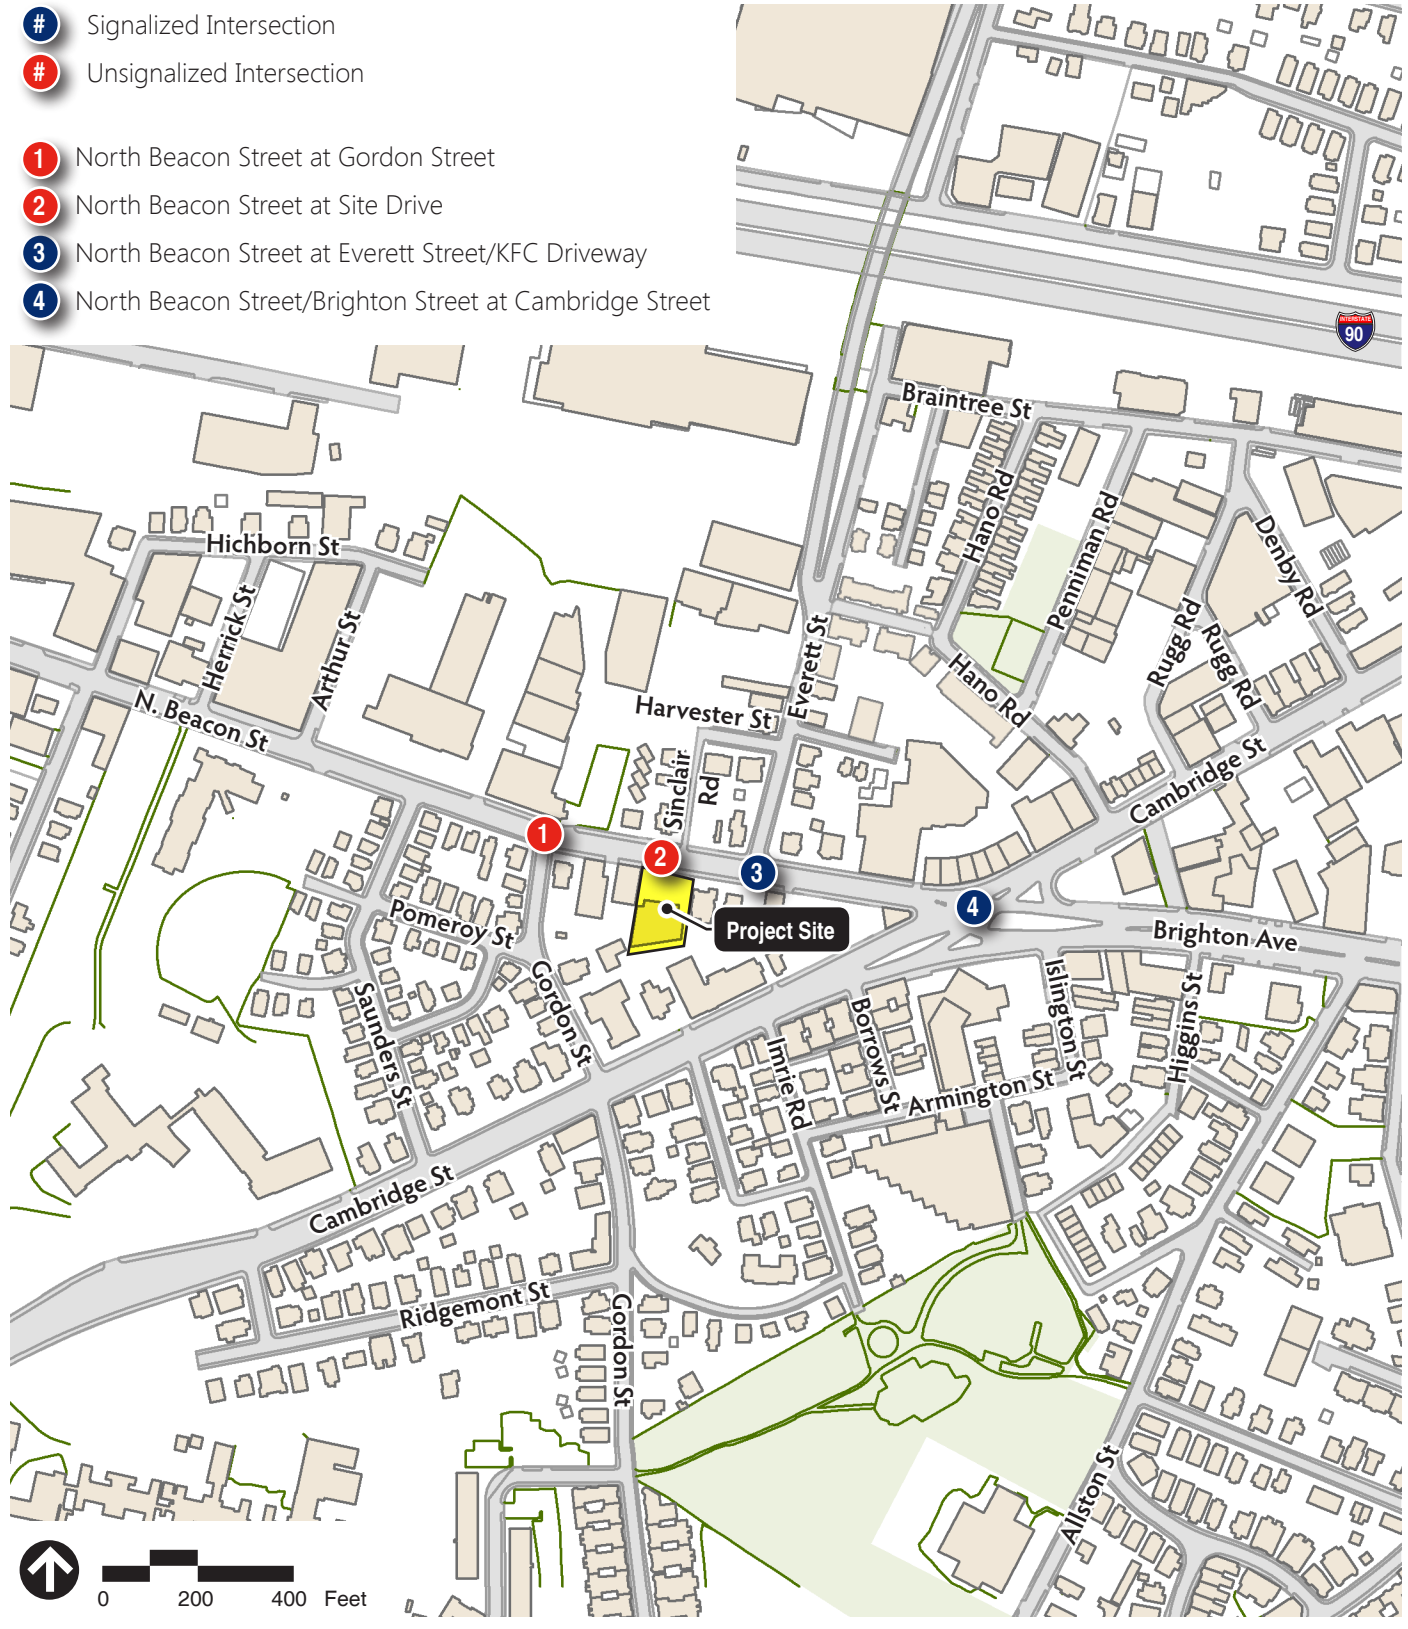 # Signalized Intersection
# Unsignalized Intersection
1 North Beacon Street at Gordon Street
2 North Beacon Street at Site Drive
3 North Beacon Street at Everett Street/KFC Driveway
4 North Beacon Street/Brighton Street at Cambridge Street
INTERSTATE
90
Braintree St
Hano Rd
Penniman Rd
Denby Rd
Hichborn St
Herrick St
Arthur St
Everett St
Rugg Rd
Rugg Rd
Hano Rd
N. Beacon St
Harvester St
Sinclair
Rd
Cambridge St
1
2
3
4
Project Site
Pomeroy St
Brighton Ave
Gordon St
Saunders St
Imrie Rd
Borrows St
Islington St
Higgins St
Armington St
Cambridge St
Ridgemont St
Gordon St
Allston St
0 200 400 Feet